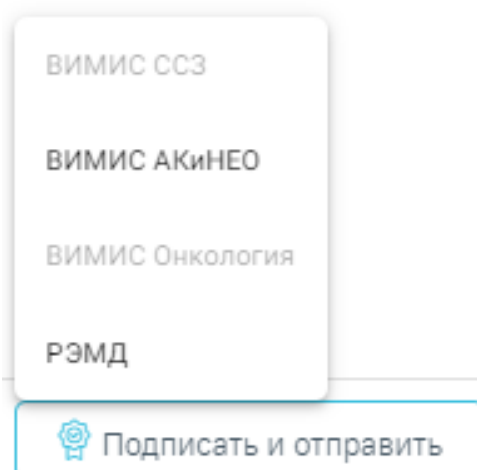 ВИМИС ССЗ
ВИМИС АКиНЕО
ВИМИС Онкология
РЭМД
Подписать и отправить